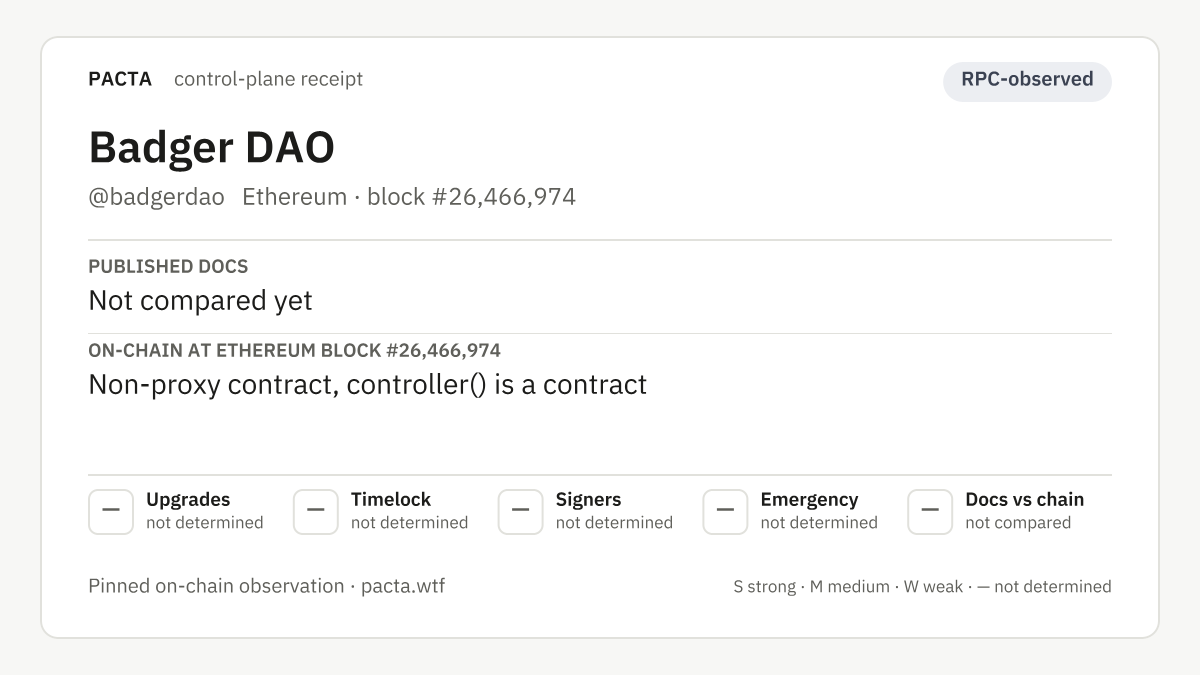 PACTA control-plane receipt RPC-observed
Badger DAO
@badgerdao Ethereum · block #26,466,974
PUBLISHED DOCS
Not compared yet
ON-CHAIN AT ETHEREUM BLOCK #26,466,974
Non-proxy contract, controller() is a contract
— Upgrades — Timelock — Signers — Emergency — Docs vs chain
not determined not determined not determined not determined not compared
Pinned on-chain observation · pacta.wtf S strong · M medium · W weak · — not determined